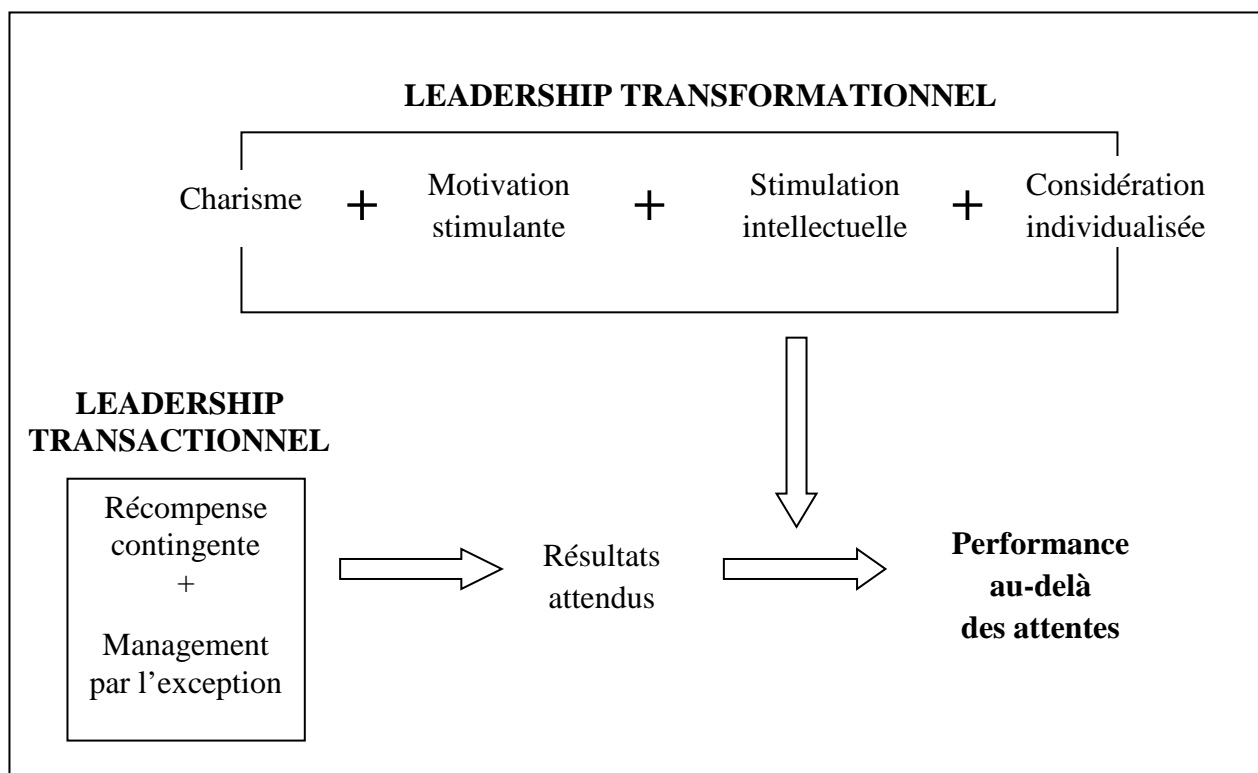 LEADERSHIP TRANSFORMATIONNEL
Charisme
+
Motivation
stimulante
+
Stimulation
intellectuelle
+
Considération
individualisée
LEADERSHIP
TRANSACTIONNEL
Récompense
contingente
+
Management
par l’exception
Résultats
attendus
Performance
au-delà
des attentes